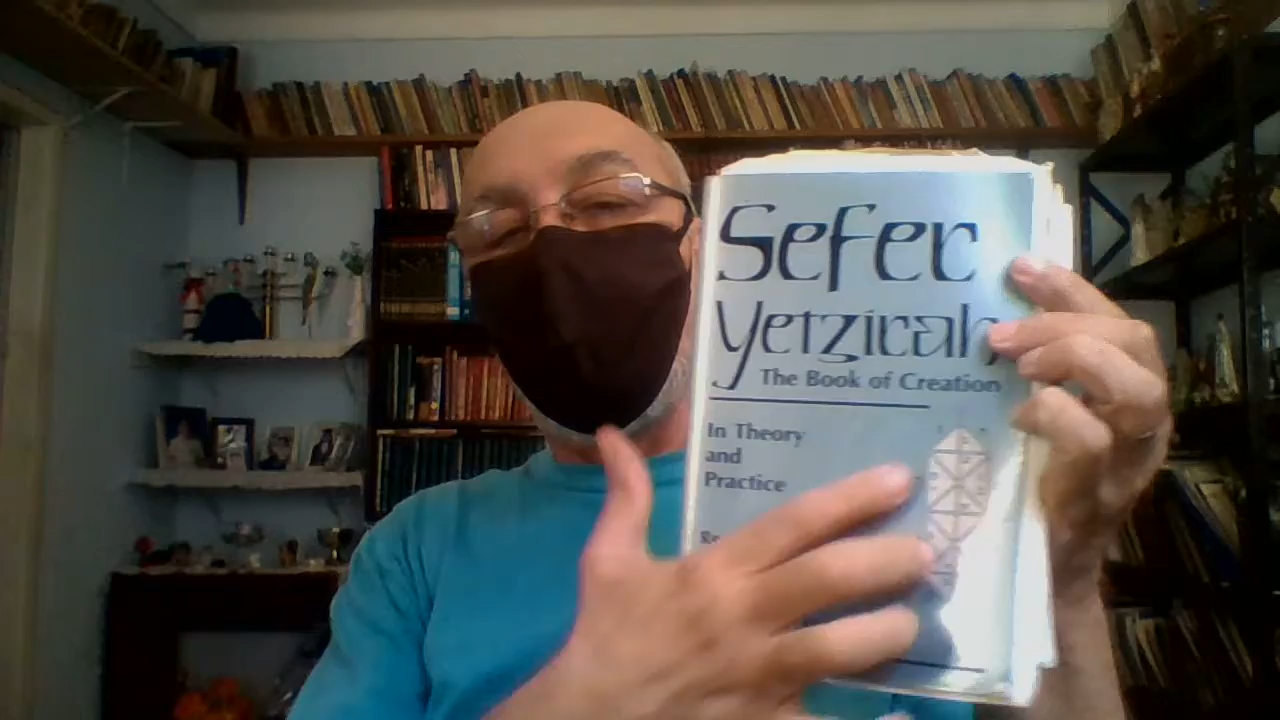 Sefer
Yetzirah
The Book of Creation
In Theory
and
Practice